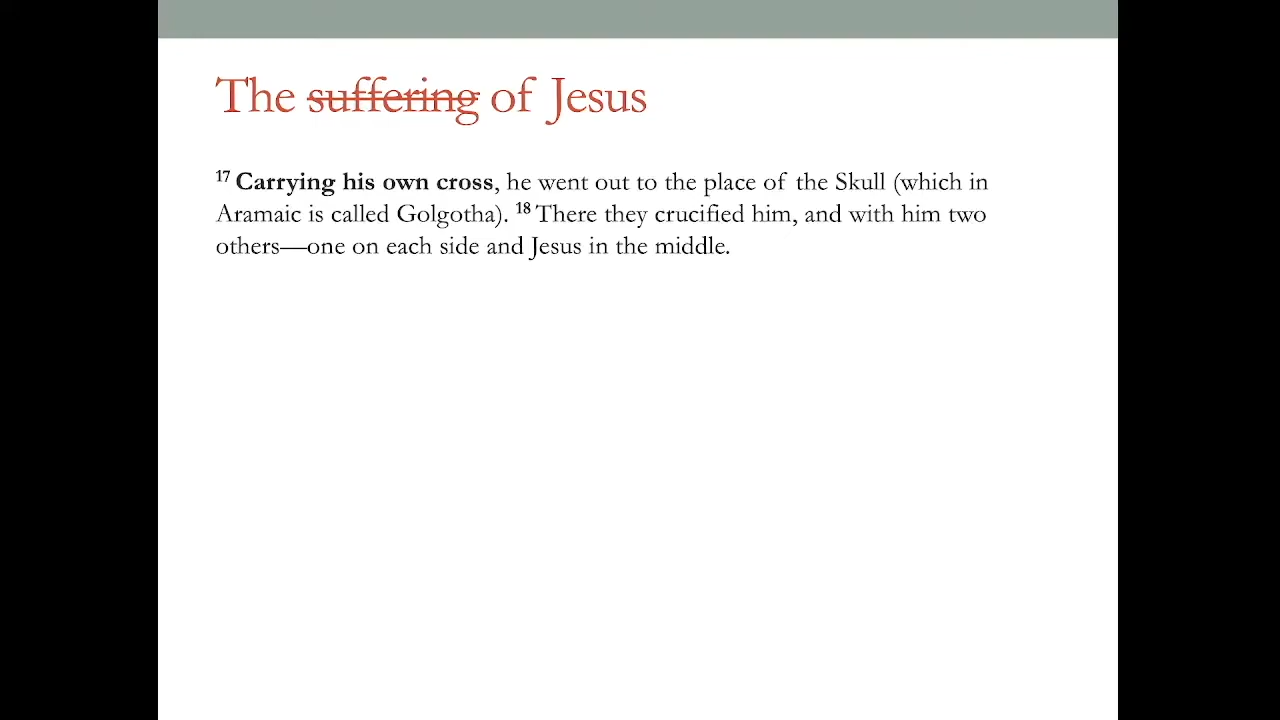 The suffering of Jesus
17 Carrying his own cross, he went out to the place of the Skull (which in
Aramaic is called Golgotha). 18 There they crucified him, and with him two
others—one on each side and Jesus in the middle.